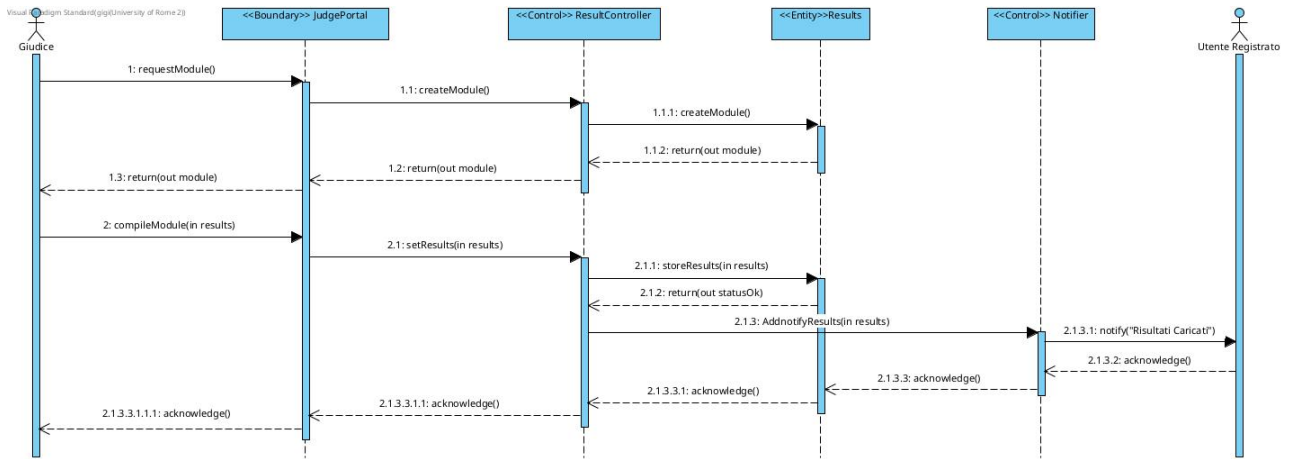 Visual Paradigm Standard(gigi(University of Rome 2))
Giudice
<<Boundary>> JudgePortal
<<Control>> ResultController
<<Entity>>Results
<<Control>> Notifier
Utente Registrato
1: requestModule()
1.1: createModule()
1.1.1: createModule()
1.1.2: return(out module)
1.2: return(out module)
1.3: return(out module)
2: compileModule(in results)
2.1: setResults(in results)
2.1.1: storeResults(in results)
2.1.2: return(out statusOk)
2.1.3: AddnotifyResults(in results)
2.1.3.1: notify("Risultati Caricati")
2.1.3.2: acknowledge()
2.1.3.3: acknowledge()
2.1.3.3.1: acknowledge()
2.1.3.3.1.1: acknowledge()
2.1.3.3.1.1.1: acknowledge()